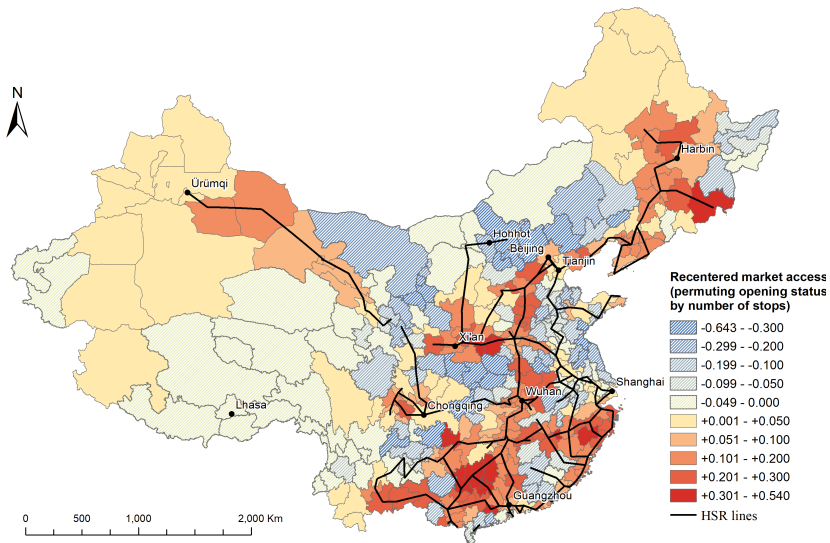 N
Harbin
Ürümqi
Hohhot
Beijing
Tianjin
Recentered market access
(permuting opening status
by number of stops)
-0.643 - -0.300
-0.299 - -0.200
-0.199 - -0.100
-0.099 - -0.050
-0.049 - 0.000
+0.001 - +0.050
+0.051 - +0.100
+0.101 - +0.200
+0.201 - +0.300
+0.301 - +0.540
HSR lines
Xi'an
Shanghai
Wuhan
Lhasa
Chongqing
Guangzhou
0 500 1,000 2,000 Km